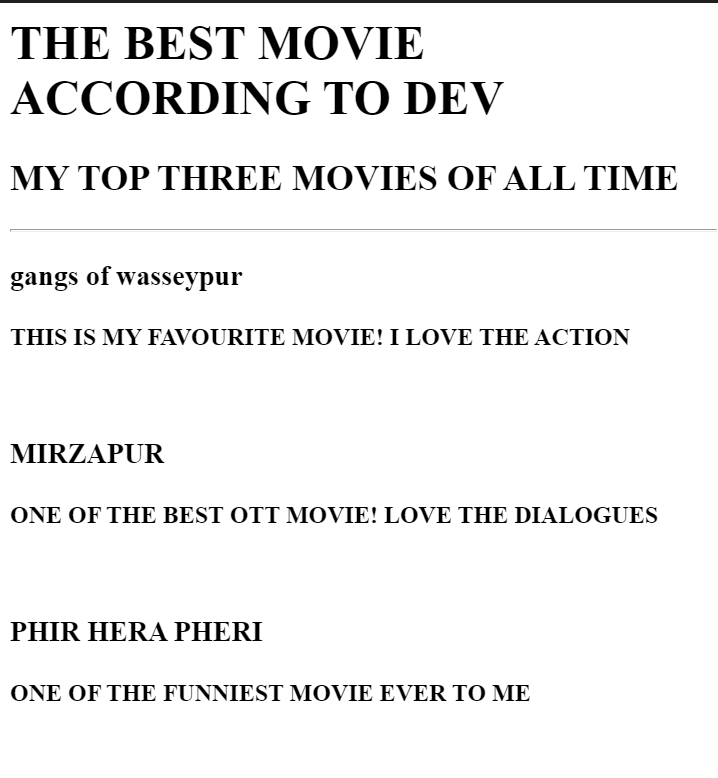 THE BEST MOVIE
ACCORDING TO DEV
MY TOP THREE MOVIES OF ALL TIME
gangs of wasseypur
THIS IS MY FAVOURITE MOVIE! I LOVE THE ACTION
MIRZAPUR
ONE OF THE BEST OTT MOVIE! LOVE THE DIALOGUES
PHIR HERA PHERI
ONE OF THE FUNNIEST MOVIE EVER TO ME